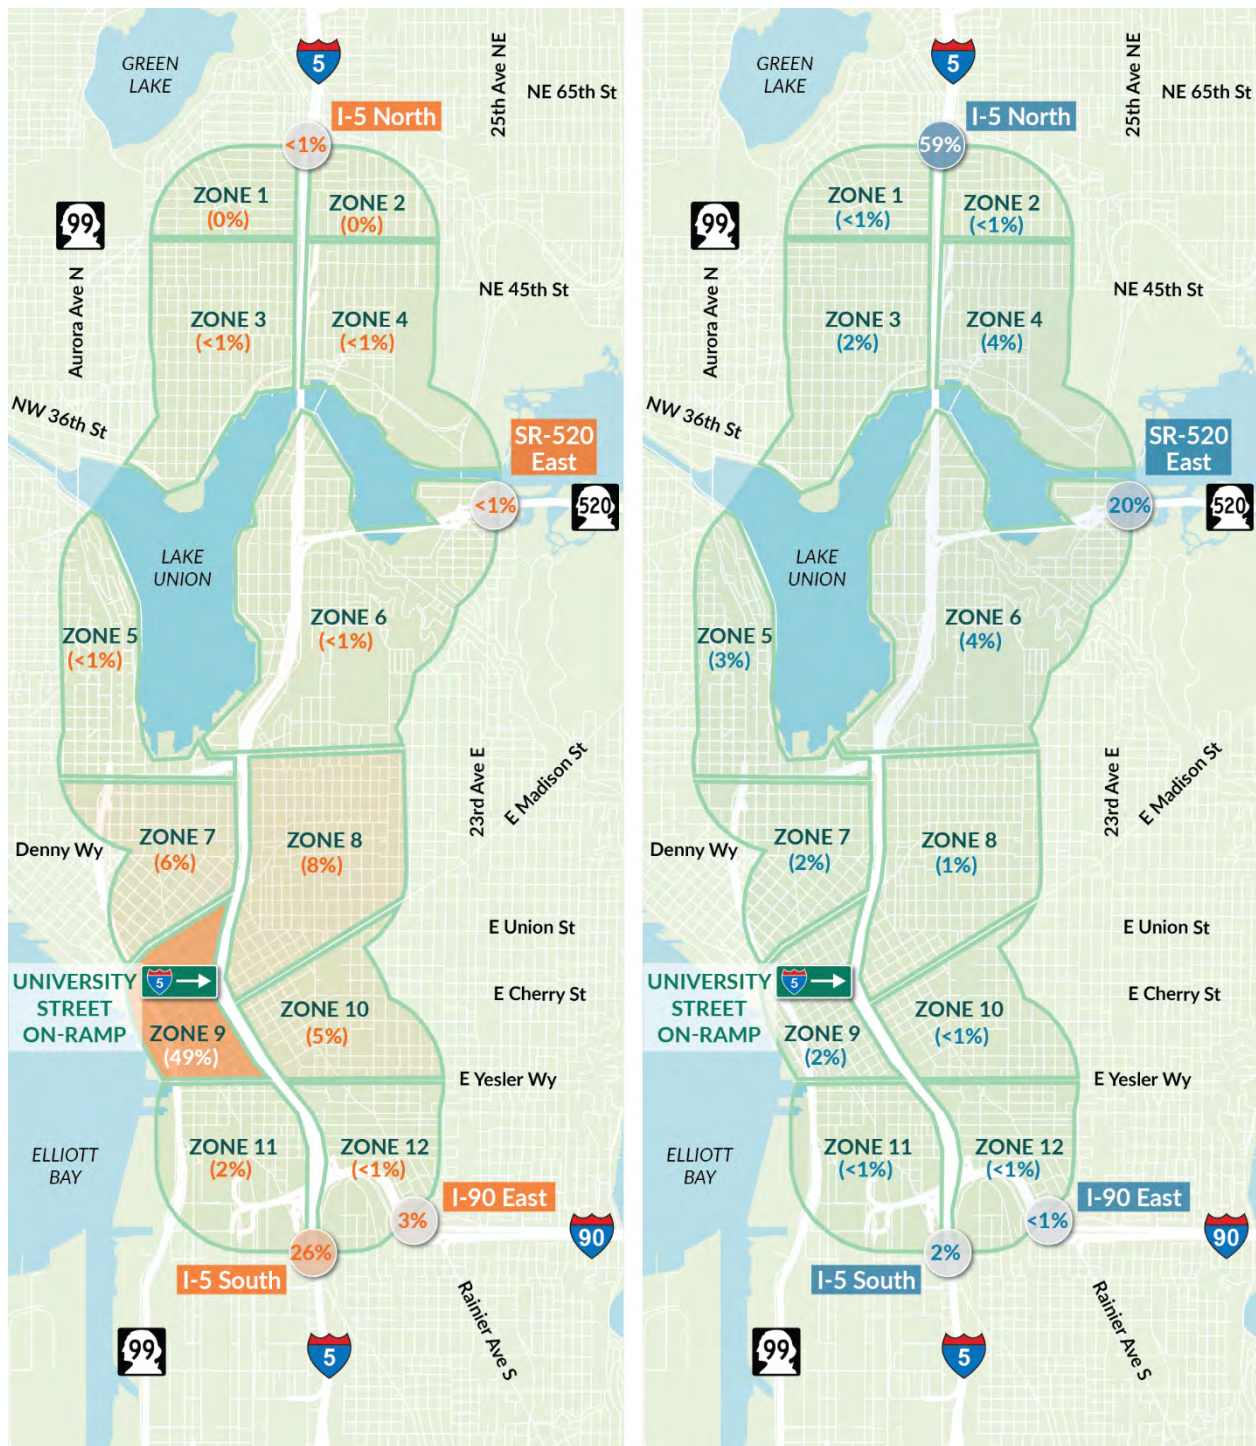 GREEN
LAKE
5
25th Ave NE
NE 65th St
I-5 North
<1%
ZONE 1
(0%)
ZONE 2
(0%)
99
Aurora Ave N
NE 45th St
ZONE 3
(<1%)
ZONE 4
(<1%)
NW 36th St
SR-520
East
<1%
520
LAKE
UNION
ZONE 5
(<1%)
ZONE 6
(<1%)
23rd Ave E
E Madison St
Denny Wy
ZONE 7
(6%)
ZONE 8
(8%)
E Union St
UNIVERSITY
STREET
ON-RAMP
5
E Cherry St
ZONE 9
(49%)
ZONE 10
(5%)
E Yesler Wy
ELLIOTT
BAY
ZONE 11
(2%)
ZONE 12
(<1%)
I-90 East
3%
90
26%
I-5 South
Rainier Ave S
99
5
GREEN
LAKE
5
25th Ave NE
NE 65th St
I-5 North
59%
ZONE 1
(<1%)
ZONE 2
(<1%)
99
Aurora Ave N
NE 45th St
ZONE 3
(2%)
ZONE 4
(4%)
NW 36th St
SR-520
East
20%
520
LAKE
UNION
ZONE 5
(3%)
ZONE 6
(4%)
23rd Ave E
E Madison St
Denny Wy
ZONE 7
(2%)
ZONE 8
(1%)
E Union St
UNIVERSITY
STREET
ON-RAMP
5
E Cherry St
ZONE 9
(2%)
ZONE 10
(<1%)
E Yesler Wy
ELLIOTT
BAY
ZONE 11
(<1%)
ZONE 12
(<1%)
I-90 East
<1%
90
2%
I-5 South
Rainier Ave S
99
5